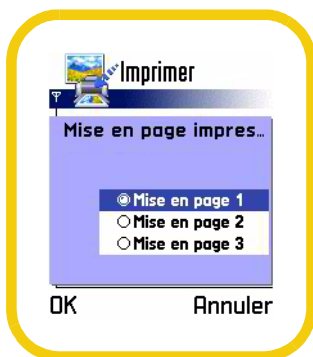 Imprimer
Mise en page impres…
Mise en page 1
Mise en page 2
Mise en page 3
OK Annuler